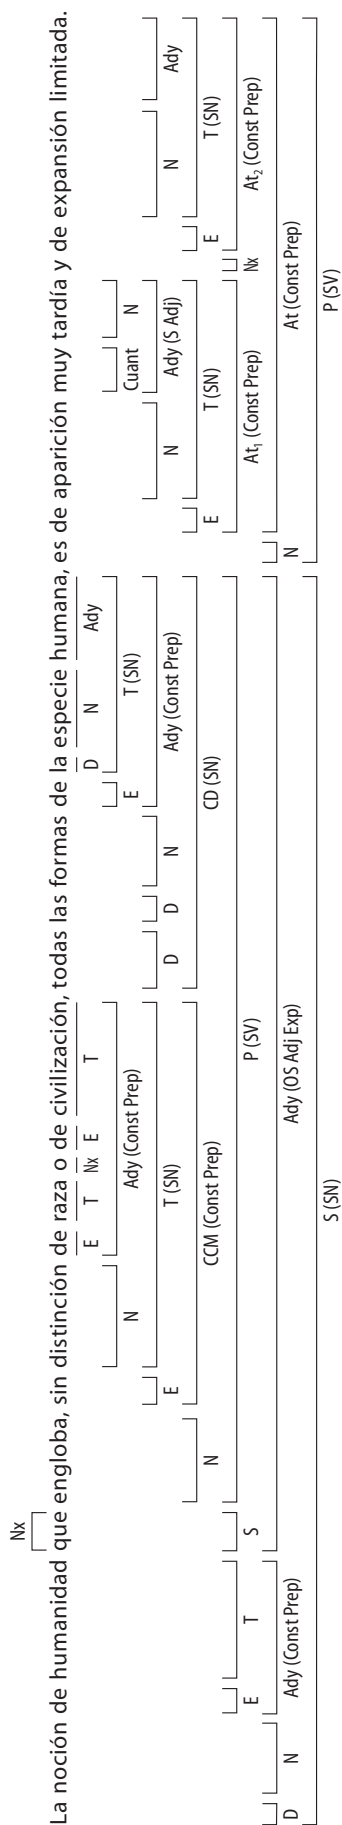 Nx
La noción de humanidad que engloba, sin distinción de raza o de civilización, todas las formas de la especie humana, es de aparición muy tardía y de expansión limitada.
E T Nx E T D N Ady
N Ady (Const Prep) E T (SN) Cuant N
E T (SN) D D N Ady (Const Prep) N Ady (S Adj) N Ady
N CCM (Const Prep) CD (SN) E T (SN) E T (SN)
E T S P (SV) At₁ (Const Prep) Nx At₂ (Const Prep)
D N Ady (Const Prep) Ady (OS Adj Exp) N At (Const Prep)
S (SN) P (SV)